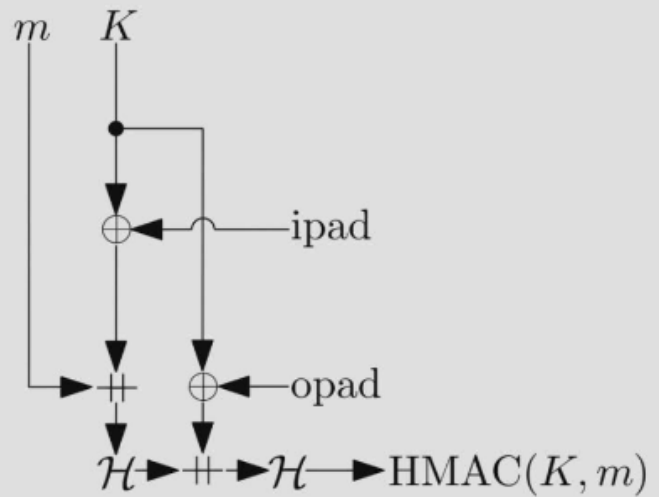 m K
ipad
++ opad
ℋ ++ ℋ HMAC(K, m)